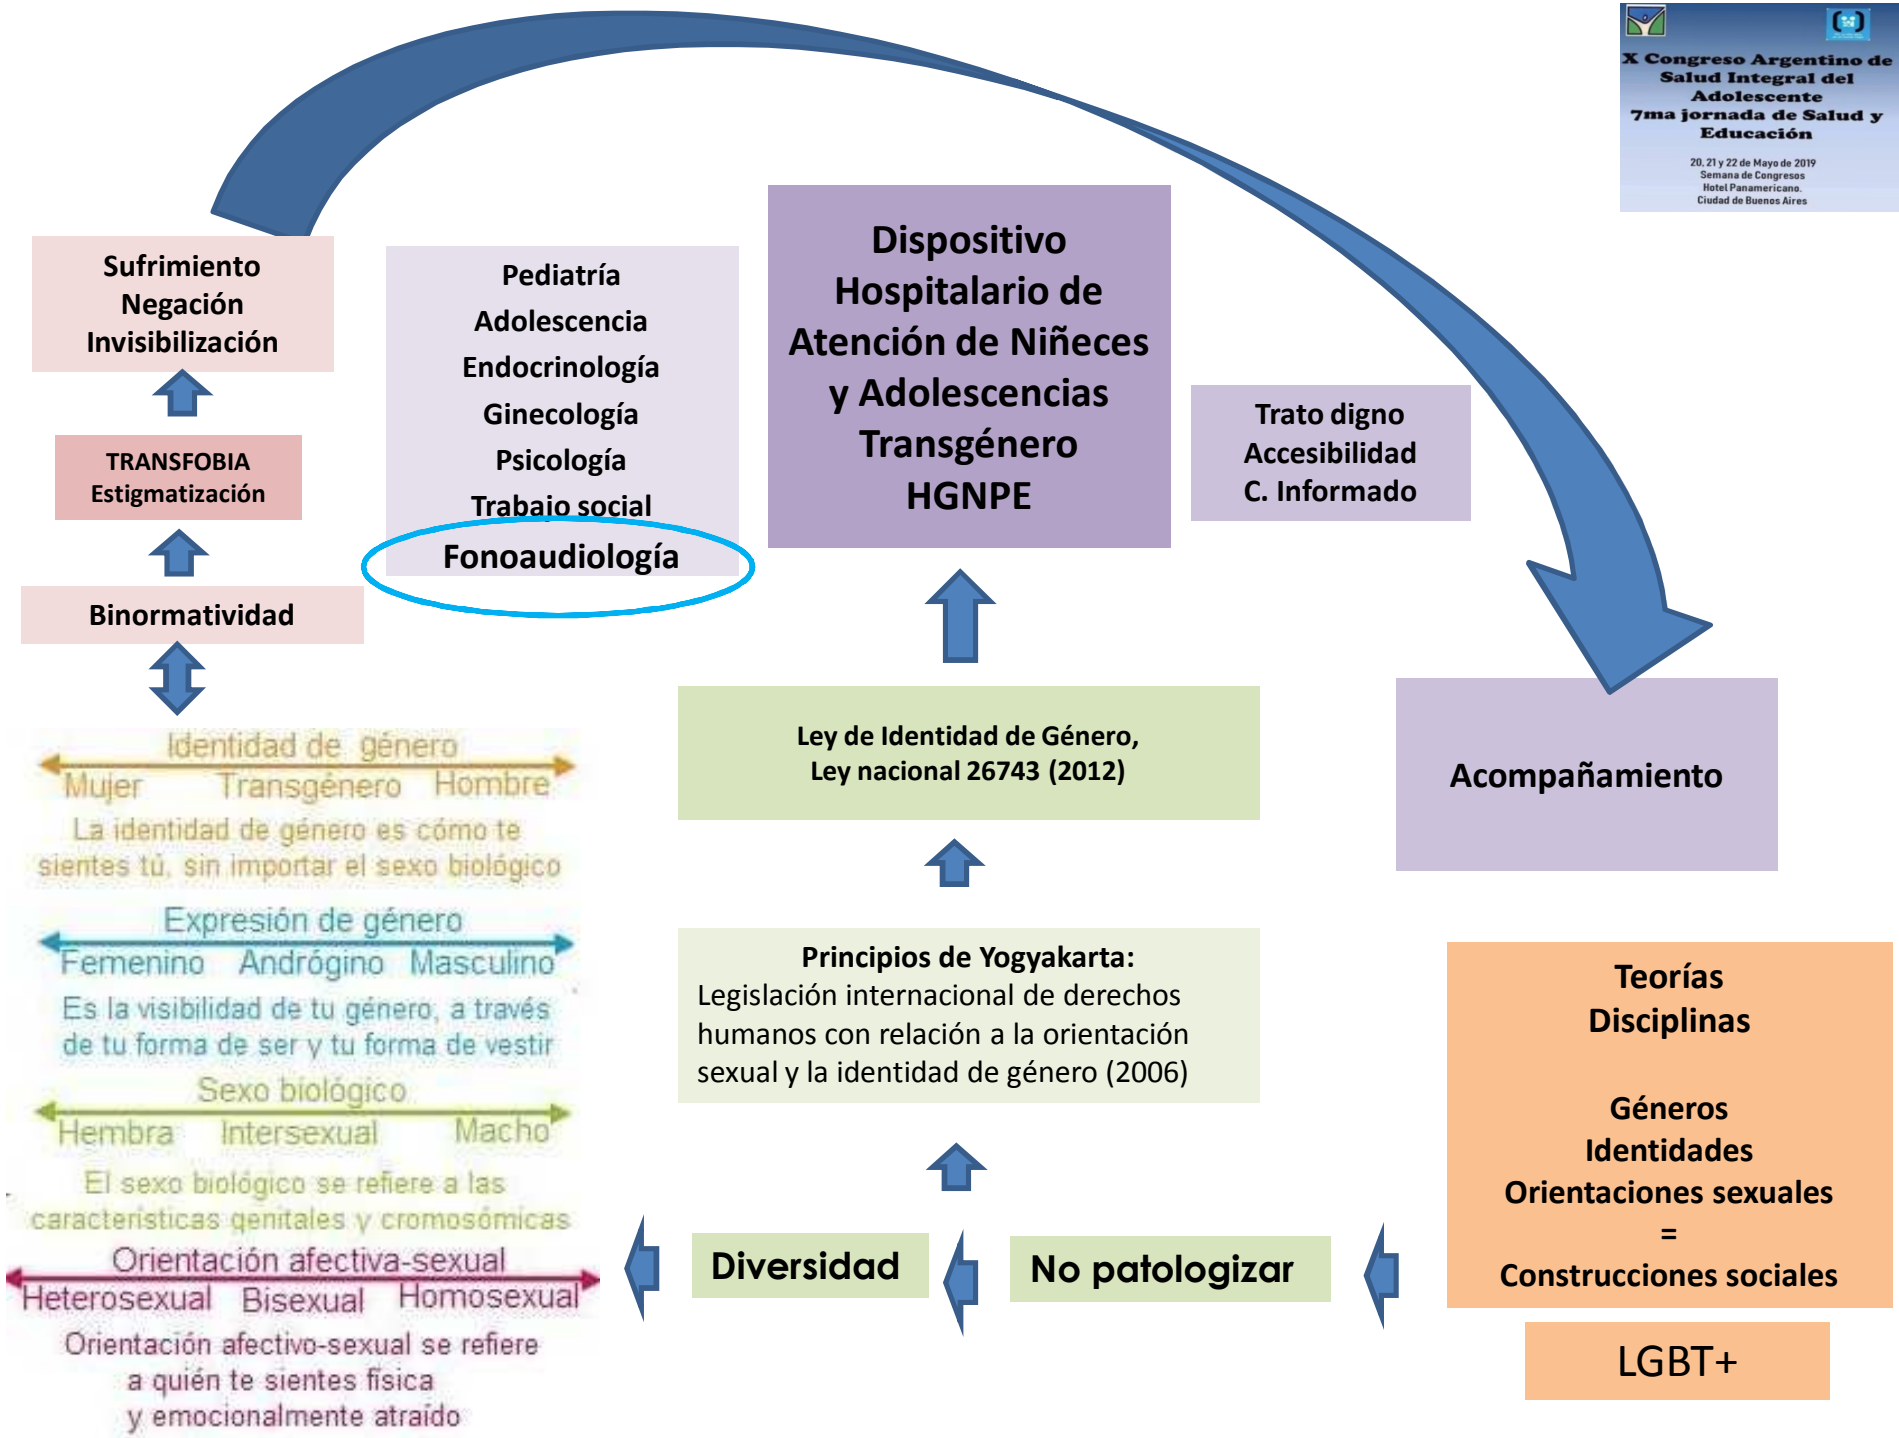 X Congreso Argentino de
Salud Integral del
Adolescente
7ma jornada de Salud y
Educación
20, 21 y 22 de Mayo de 2019
Semana de Congresos
Hotel Panamericano.
Ciudad de Buenos Aires
Sufrimiento
Negación
Invisibilización
TRANSFOBIA
Estigmatización
Binormatividad
Pediatría
Adolescencia
Endocrinología
Ginecología
Psicología
Trabajo social
Fonoaudiología
Dispositivo
Hospitalario de
Atención de Niñeces
y Adolescencias
Transgénero
HGNPE
Trato digno
Accesibilidad
C. Informado
Ley de Identidad de Género,
Ley nacional 26743 (2012)
Acompañamiento
Principios de Yogyakarta:
Legislación internacional de derechos
humanos con relación a la orientación
sexual y la identidad de género (2006)
Identidad de género
Mujer Transgénero Hombre
La identidad de género es cómo te
sientes tú, sin importar el sexo biológico
Expresión de género
Femenino Andrógino Masculino
Es la visibilidad de tu género, a través
de tu forma de ser y tu forma de vestir
Sexo biológico
Hembra Intersexual Macho
El sexo biológico se refiere a las
características genitales y cromosómicas
Orientación afectiva-sexual
Heterosexual Bisexual Homosexual
Orientación afectivo-sexual se refiere
a quién te sientes física
y emocionalmente atraído
Diversidad
No patologizar
Teorías
Disciplinas
Géneros
Identidades
Orientaciones sexuales
=
Construcciones sociales
LGBT+